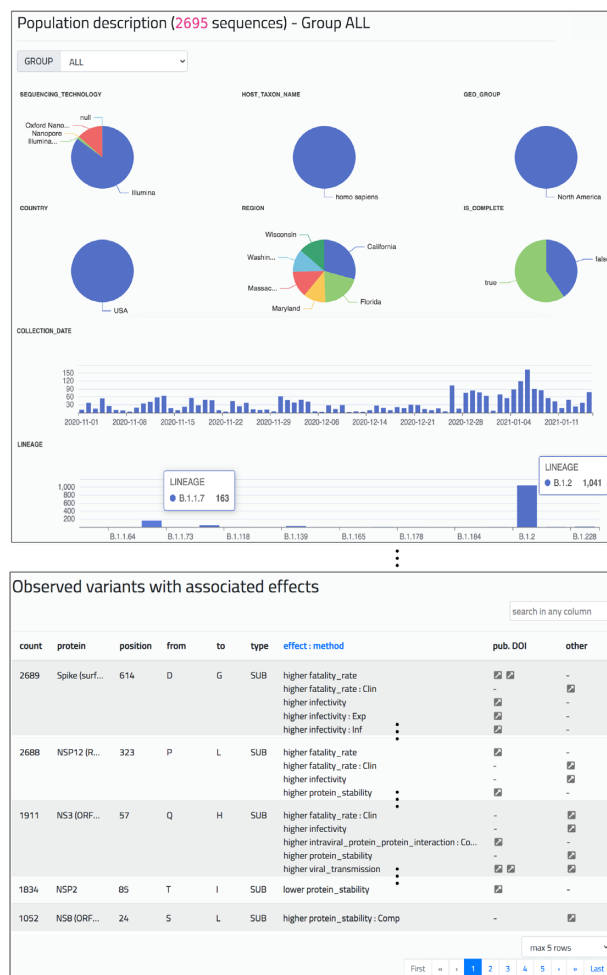 Population description (2695 sequences) - Group ALL
GROUP ALL
SEQUENCING_TECHNOLOGY HOST_TAXON_NAME GEO_GROUP
null
Oxford Nano...
Nanopore
Illumina...
Illumina
homo sapiens
North America
COUNTRY REGION IS_COMPLETE
USA
Wisconsin
California
Washin...
Massac...
Florida
Maryland
false
true
COLLECTION_DATE
150
120
90
60
30
2020-11-01 2020-11-08 2020-11-15 2020-11-22 2020-11-29 2020-12-06 2020-12-14 2020-12-21 2020-12-28 2021-01-04 2021-01-11
LINEAGE
LINEAGE
B.1.1.7 163
LINEAGE
B.1.2 1,041
1,000
800
600
400
200
B.1.1.64 B.1.1.73 B.1.118 B.1.139 B.1.165 B.1.178 B.1.184 B.1.2 B.1.228
Observed variants with associated effects
search in any column
count protein position from to type effect : method pub. DOI other
2689 Spike (surf... 614 D G SUB higher fatality_rate -
higher fatality_rate : Clin -
higher infectivity -
higher infectivity : Exp -
higher infectivity : Inf -
2688 NSP12 (R... 323 P L SUB higher fatality_rate -
higher fatality_rate : Clin -
higher infectivity -
higher protein_stability -
1911 NS3 (ORF... 57 Q H SUB higher fatality_rate : Clin -
higher infectivity -
higher intraviral_protein_protein_interaction : Co... -
higher protein_stability -
higher viral_transmission
1834 NSP2 85 T I SUB lower protein_stability -
1052 NS8 (ORF... 24 S L SUB higher protein_stability : Comp -
max 5 rows
First « ‹ 1 2 3 4 5 › » Last